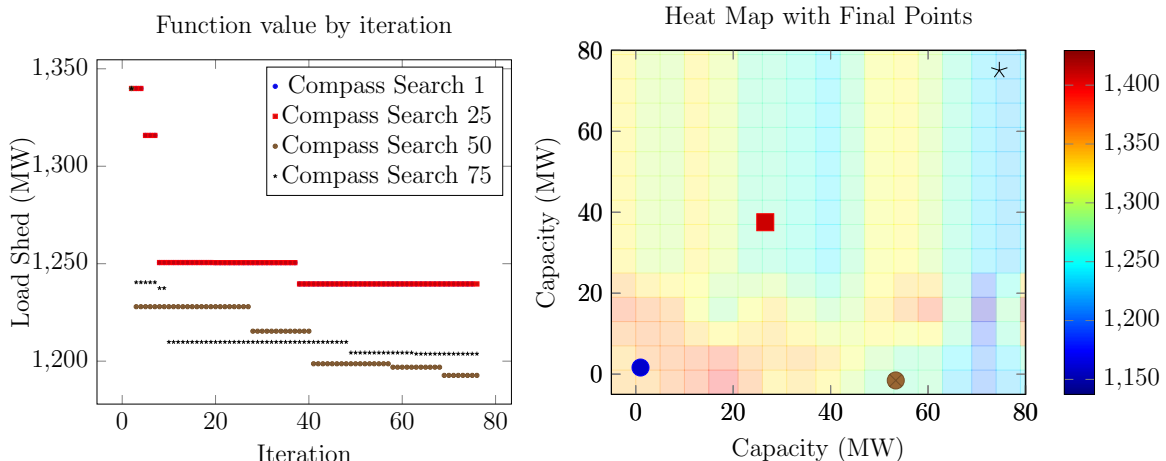 Function value by iteration
1,350
1,300
1,250
1,200
Load Shed (MW)
0
20
40
60
80
Iteration
Compass Search 1
Compass Search 25
Compass Search 50
Compass Search 75
Heat Map with Final Points
80
60
40
20
0
Capacity (MW)
0
20
40
60
80
Capacity (MW)
1,400
1,350
1,300
1,250
1,200
1,150